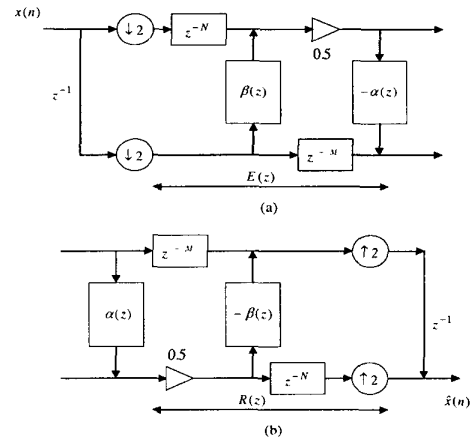 x(n)
↓2
z^{-N}
0.5
z^{-1}
β(z)
-α(z)
↓2
z^{-M}
E(z)
(a)
z^{-M}
↑2
α(z)
-β(z)
z^{-1}
0.5
z^{-N}
↑2
R(z)
x̂(n)
(b)